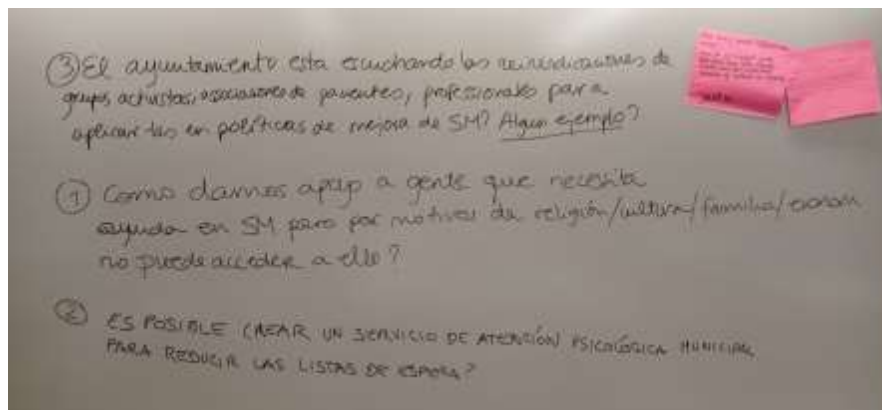 ③ El ayuntamiento esta escuchando las reivindicaciones de
grupos activistas, asociaciones de pacientes, profesionales para
aplicarlas en políticas de mejora de SM? Algun ejemplo?
① Como damos apoyo a gente que necesita
ayuda en SM pero por motivos de religión/cultura/familia/econom
no puede acceder a ello?
② ES POSIBLE CREAR UN SERVICIO DE ATENCIÓN PSICOLÓGICA MUNICIPAL
PARA REDUCIR LAS LISTAS DE ESPERA?